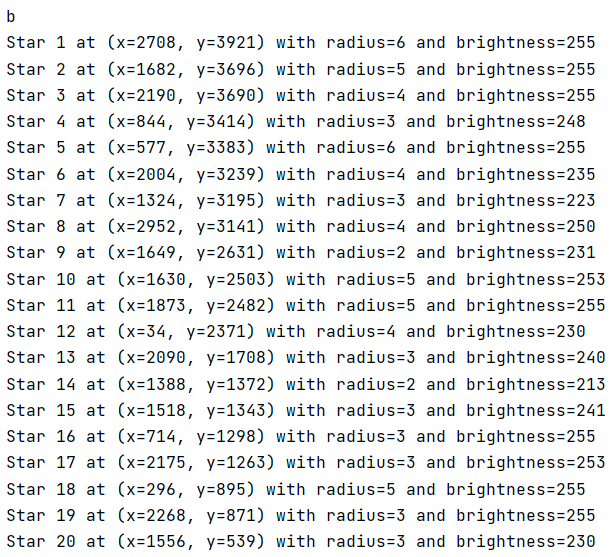 b
Star 1 at (x=2708, y=3921) with radius=6 and brightness=255
Star 2 at (x=1682, y=3696) with radius=5 and brightness=255
Star 3 at (x=2190, y=3690) with radius=4 and brightness=255
Star 4 at (x=844, y=3414) with radius=3 and brightness=248
Star 5 at (x=577, y=3383) with radius=6 and brightness=255
Star 6 at (x=2004, y=3239) with radius=4 and brightness=235
Star 7 at (x=1324, y=3195) with radius=3 and brightness=223
Star 8 at (x=2952, y=3141) with radius=4 and brightness=250
Star 9 at (x=1649, y=2631) with radius=2 and brightness=231
Star 10 at (x=1630, y=2503) with radius=5 and brightness=253
Star 11 at (x=1873, y=2482) with radius=5 and brightness=255
Star 12 at (x=34, y=2371) with radius=4 and brightness=230
Star 13 at (x=2090, y=1708) with radius=3 and brightness=240
Star 14 at (x=1388, y=1372) with radius=2 and brightness=213
Star 15 at (x=1518, y=1343) with radius=3 and brightness=241
Star 16 at (x=714, y=1298) with radius=3 and brightness=255
Star 17 at (x=2175, y=1263) with radius=3 and brightness=253
Star 18 at (x=296, y=895) with radius=5 and brightness=255
Star 19 at (x=2268, y=871) with radius=3 and brightness=255
Star 20 at (x=1556, y=539) with radius=3 and brightness=230